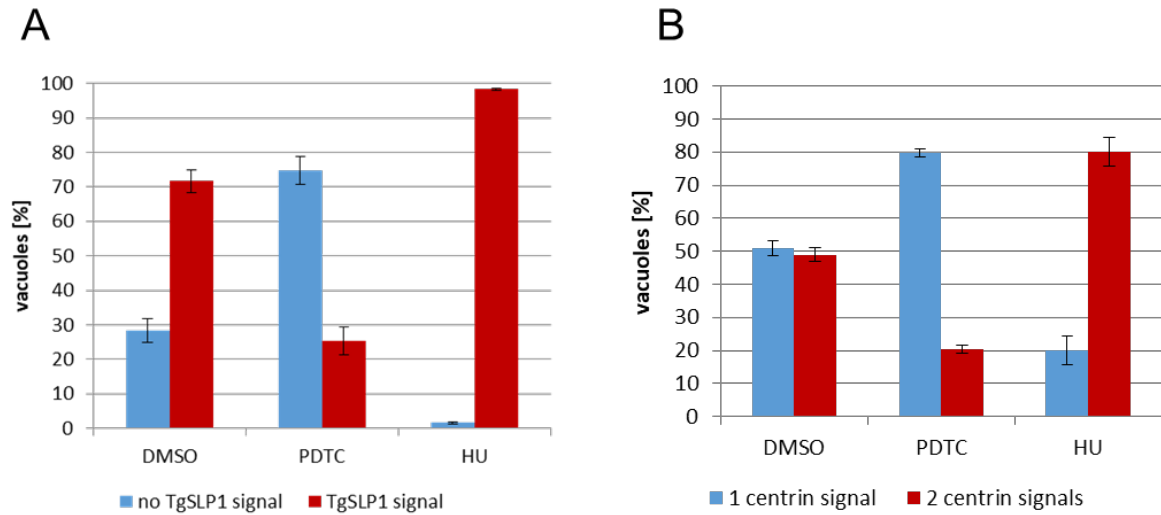 A
100
90
80
70
60
50
40
30
20
10
0
vacuoles [%]
DMSO PDTC HU
no TgSLP1 signal TgSLP1 signal
B
100
90
80
70
60
50
40
30
20
10
0
vacuoles [%]
DMSO PDTC HU
1 centrin signal 2 centrin signals